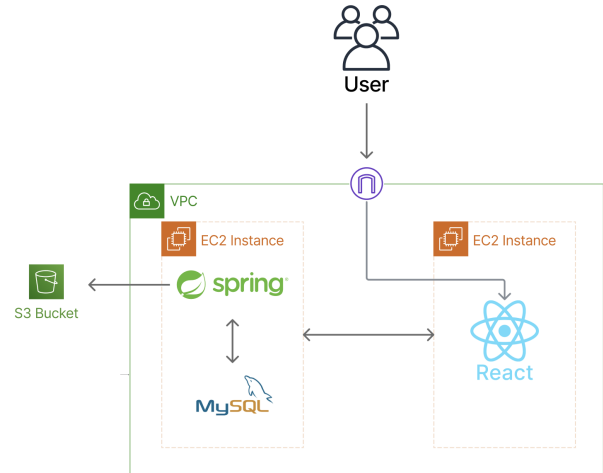 User
VPC
EC2 Instance
EC2 Instance
spring
S3 Bucket
React
MySQL